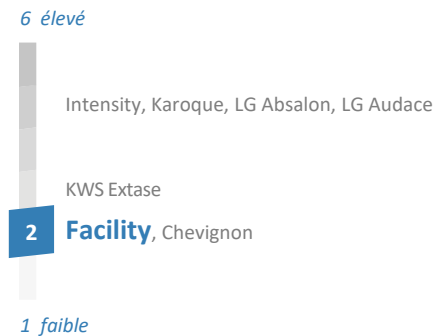 6 élevé
Intensity, Karoque, LG Absalon, LG Audace
KWS Extase
2 Facility, Chevignon
1 faible